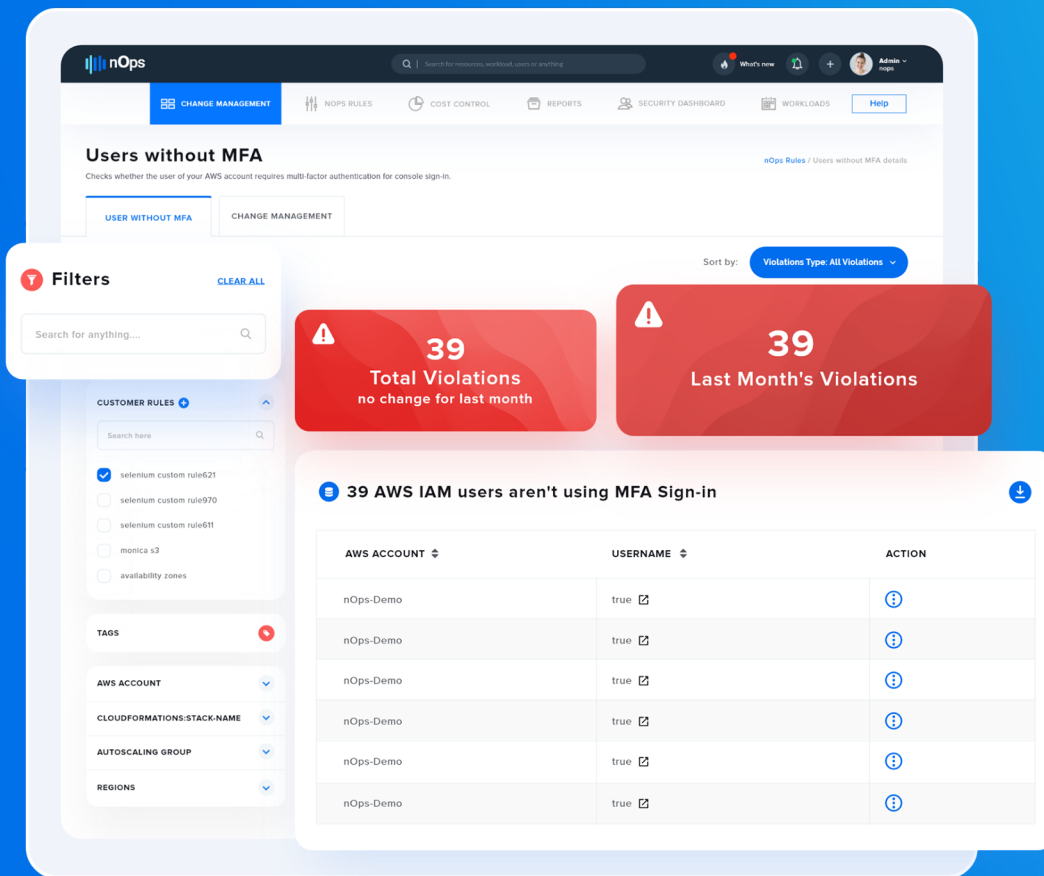 nOps
Search for resources, workload, users or anything
What's new
Admin
nops
CHANGE MANAGEMENT
NOPS RULES
COST CONTROL
REPORTS
SECURITY DASHBOARD
WORKLOADS
Help
Users without MFA
nOps Rules / Users without MFA details
Checks whether the user of your AWS account requires multi-factor authentication for console sign-in.
USER WITHOUT MFA
CHANGE MANAGEMENT
Sort by:
Violations Type: All Violations
Filters
CLEAR ALL
Search for anything....
39
Total Violations
no change for last month
39
Last Month's Violations
CUSTOMER RULES
Search here
selenium custom rule621
selenium custom rule970
selenium custom rule611
monica s3
availability zones
TAGS
AWS ACCOUNT
CLOUDFORMATIONS:STACK-NAME
AUTOSCALING GROUP
REGIONS
39 AWS IAM users aren't using MFA Sign-in
AWS ACCOUNT USERNAME ACTION
nOps-Demo true
nOps-Demo true
nOps-Demo true
nOps-Demo true
nOps-Demo true
nOps-Demo true